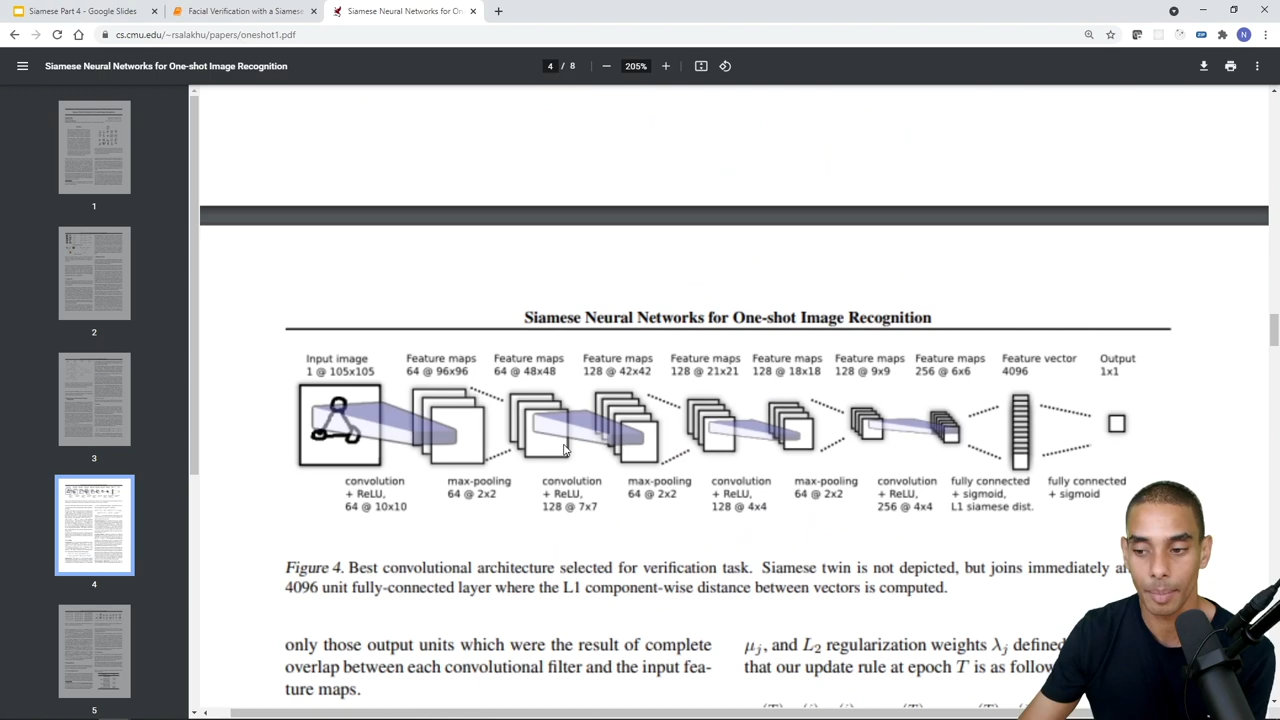 Siamese Part 4 - Google Slides
Facial Verification with a Siamese
Siamese Neural Networks for On
cs.cmu.edu/~rsalakhu/papers/oneshot1.pdf
ZIP
N
Siamese Neural Networks for One-shot Image Recognition
4 / 8
205%
1
2
3
4
5
Siamese Neural Networks for One-shot Image Recognition
Input image Feature maps Feature maps Feature maps Feature maps Feature maps Feature maps Feature maps Feature vector Output
1 @ 105x105 64 @ 96x96 64 @ 48x48 128 @ 42x42 128 @ 21x21 128 @ 18x18 128 @ 9x9 256 @ 6x6 4096 1x1
convolution max-pooling convolution max-pooling convolution max-pooling convolution fully connected fully connected
+ ReLU, 64 @ 2x2 + ReLU, 64 @ 2x2 + ReLU, 64 @ 2x2 + ReLU, + sigmoid, + sigmoid
64 @ 10x10 128 @ 7x7 128 @ 4x4 256 @ 4x4 L1 siamese dist.
Figure 4. Best convolutional architecture selected for verification task. Siamese twin is not depicted, but joins immediately
4096 unit fully-connected layer where the L1 component-wise distance between vectors is computed.
only those output units which were the result of complete
overlap between each convolutional filter and the input fea-
ture maps.
μj, and L2 regularization weights λj defined
that our update rule at epoch T is as follow